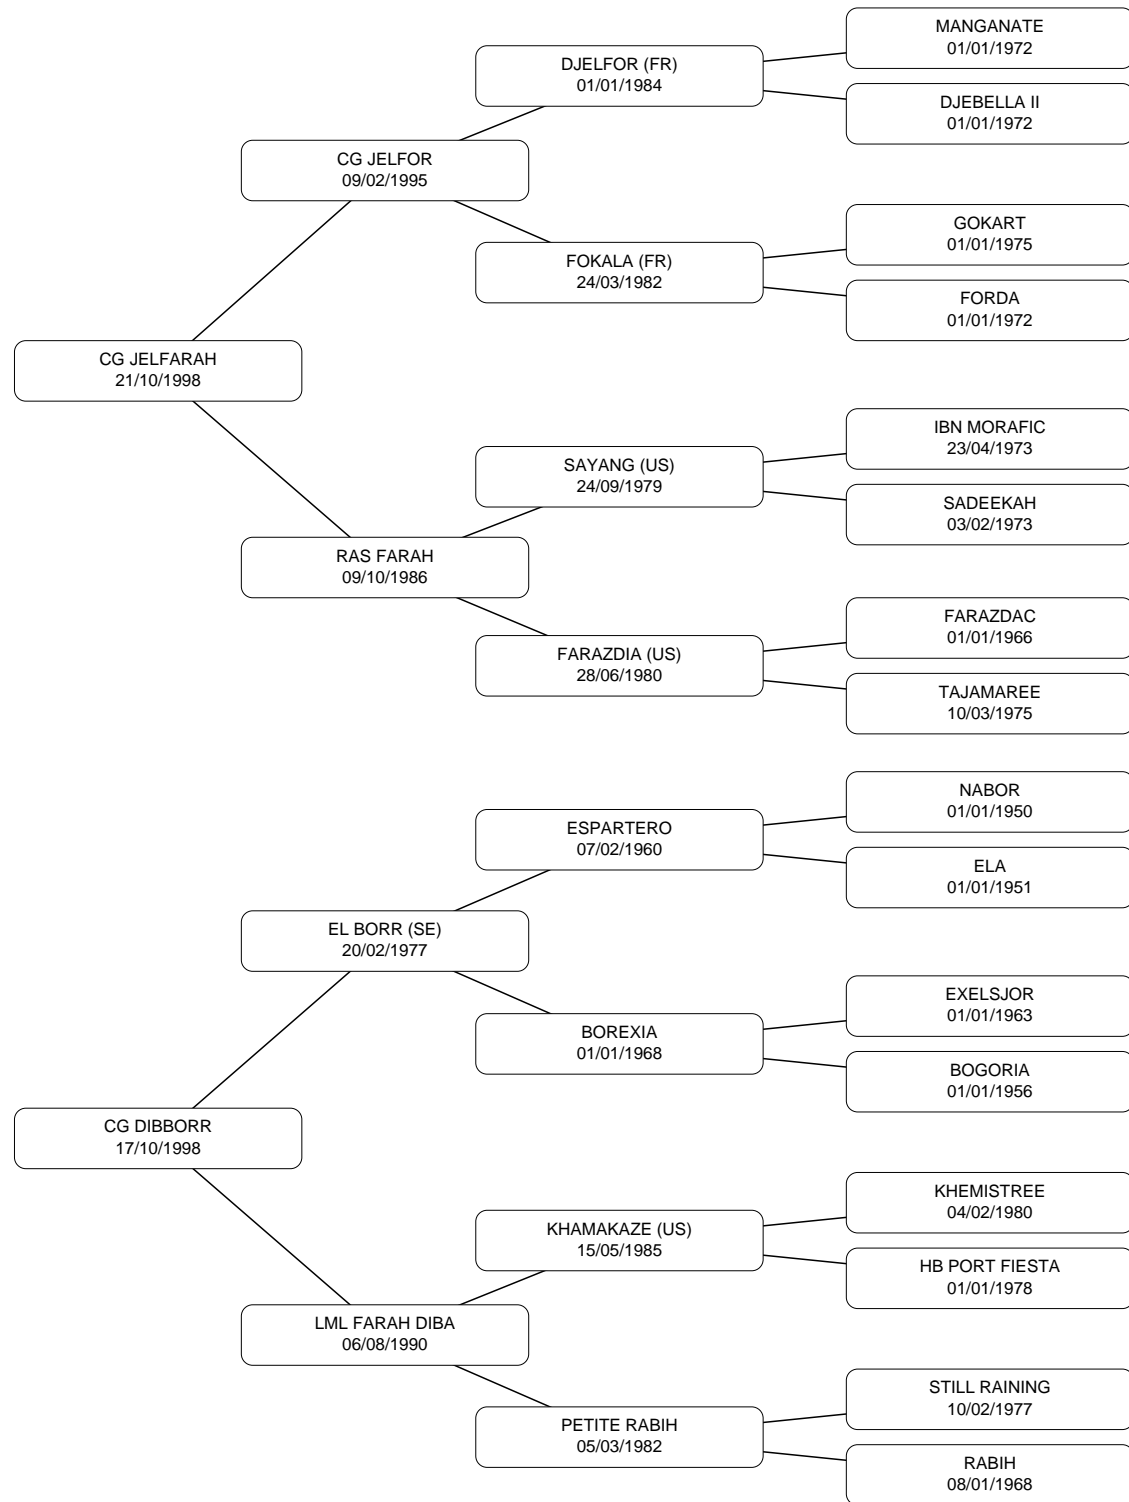 MANGANATE
01/01/1972
DJELFOR (FR)
01/01/1984
DJEBELLA II
01/01/1972
CG JELFOR
09/02/1995
GOKART
01/01/1975
FOKALA (FR)
24/03/1982
FORDA
01/01/1972
CG JELFARAH
21/10/1998
IBN MORAFIC
23/04/1973
SAYANG (US)
24/09/1979
SADEEKAH
03/02/1973
RAS FARAH
09/10/1986
FARAZDAC
01/01/1966
FARAZDIA (US)
28/06/1980
TAJAMAREE
10/03/1975
NABOR
01/01/1950
ESPARTERO
07/02/1960
ELA
01/01/1951
EL BORR (SE)
20/02/1977
EXELSJOR
01/01/1963
BOREXIA
01/01/1968
BOGORIA
01/01/1956
CG DIBBORR
17/10/1998
KHEMISTREE
04/02/1980
KHAMAKAZE (US)
15/05/1985
HB PORT FIESTA
01/01/1978
LML FARAH DIBA
06/08/1990
STILL RAINING
10/02/1977
PETITE RABIH
05/03/1982
RABIH
08/01/1968